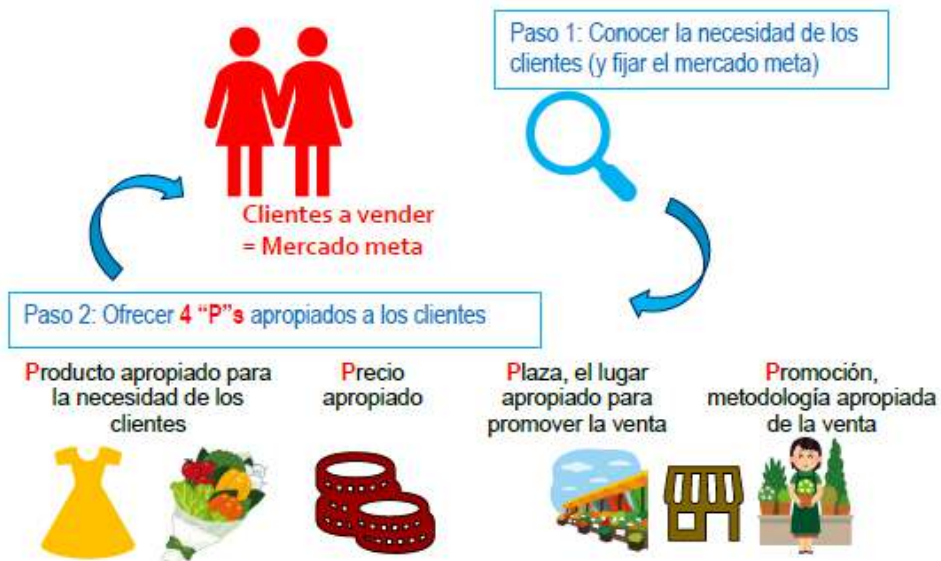 Paso 1: Conocer la necesidad de los
clientes (y fijar el mercado meta)
Clientes a vender
= Mercado meta
Paso 2: Ofrecer 4 “P”s apropiados a los clientes
Producto apropiado para
la necesidad de los
clientes
Precio
apropiado
Plaza, el lugar
apropiado para
promover la venta
Promoción,
metodología apropiada
de la venta